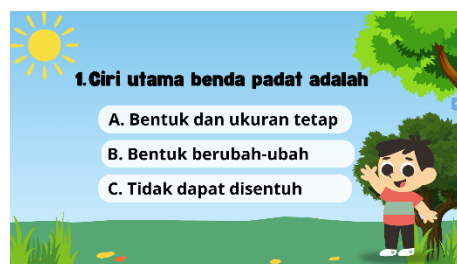 1. Ciri utama benda padat adalah
A. Bentuk dan ukuran tetap
B. Bentuk berubah-ubah
C. Tidak dapat disentuh